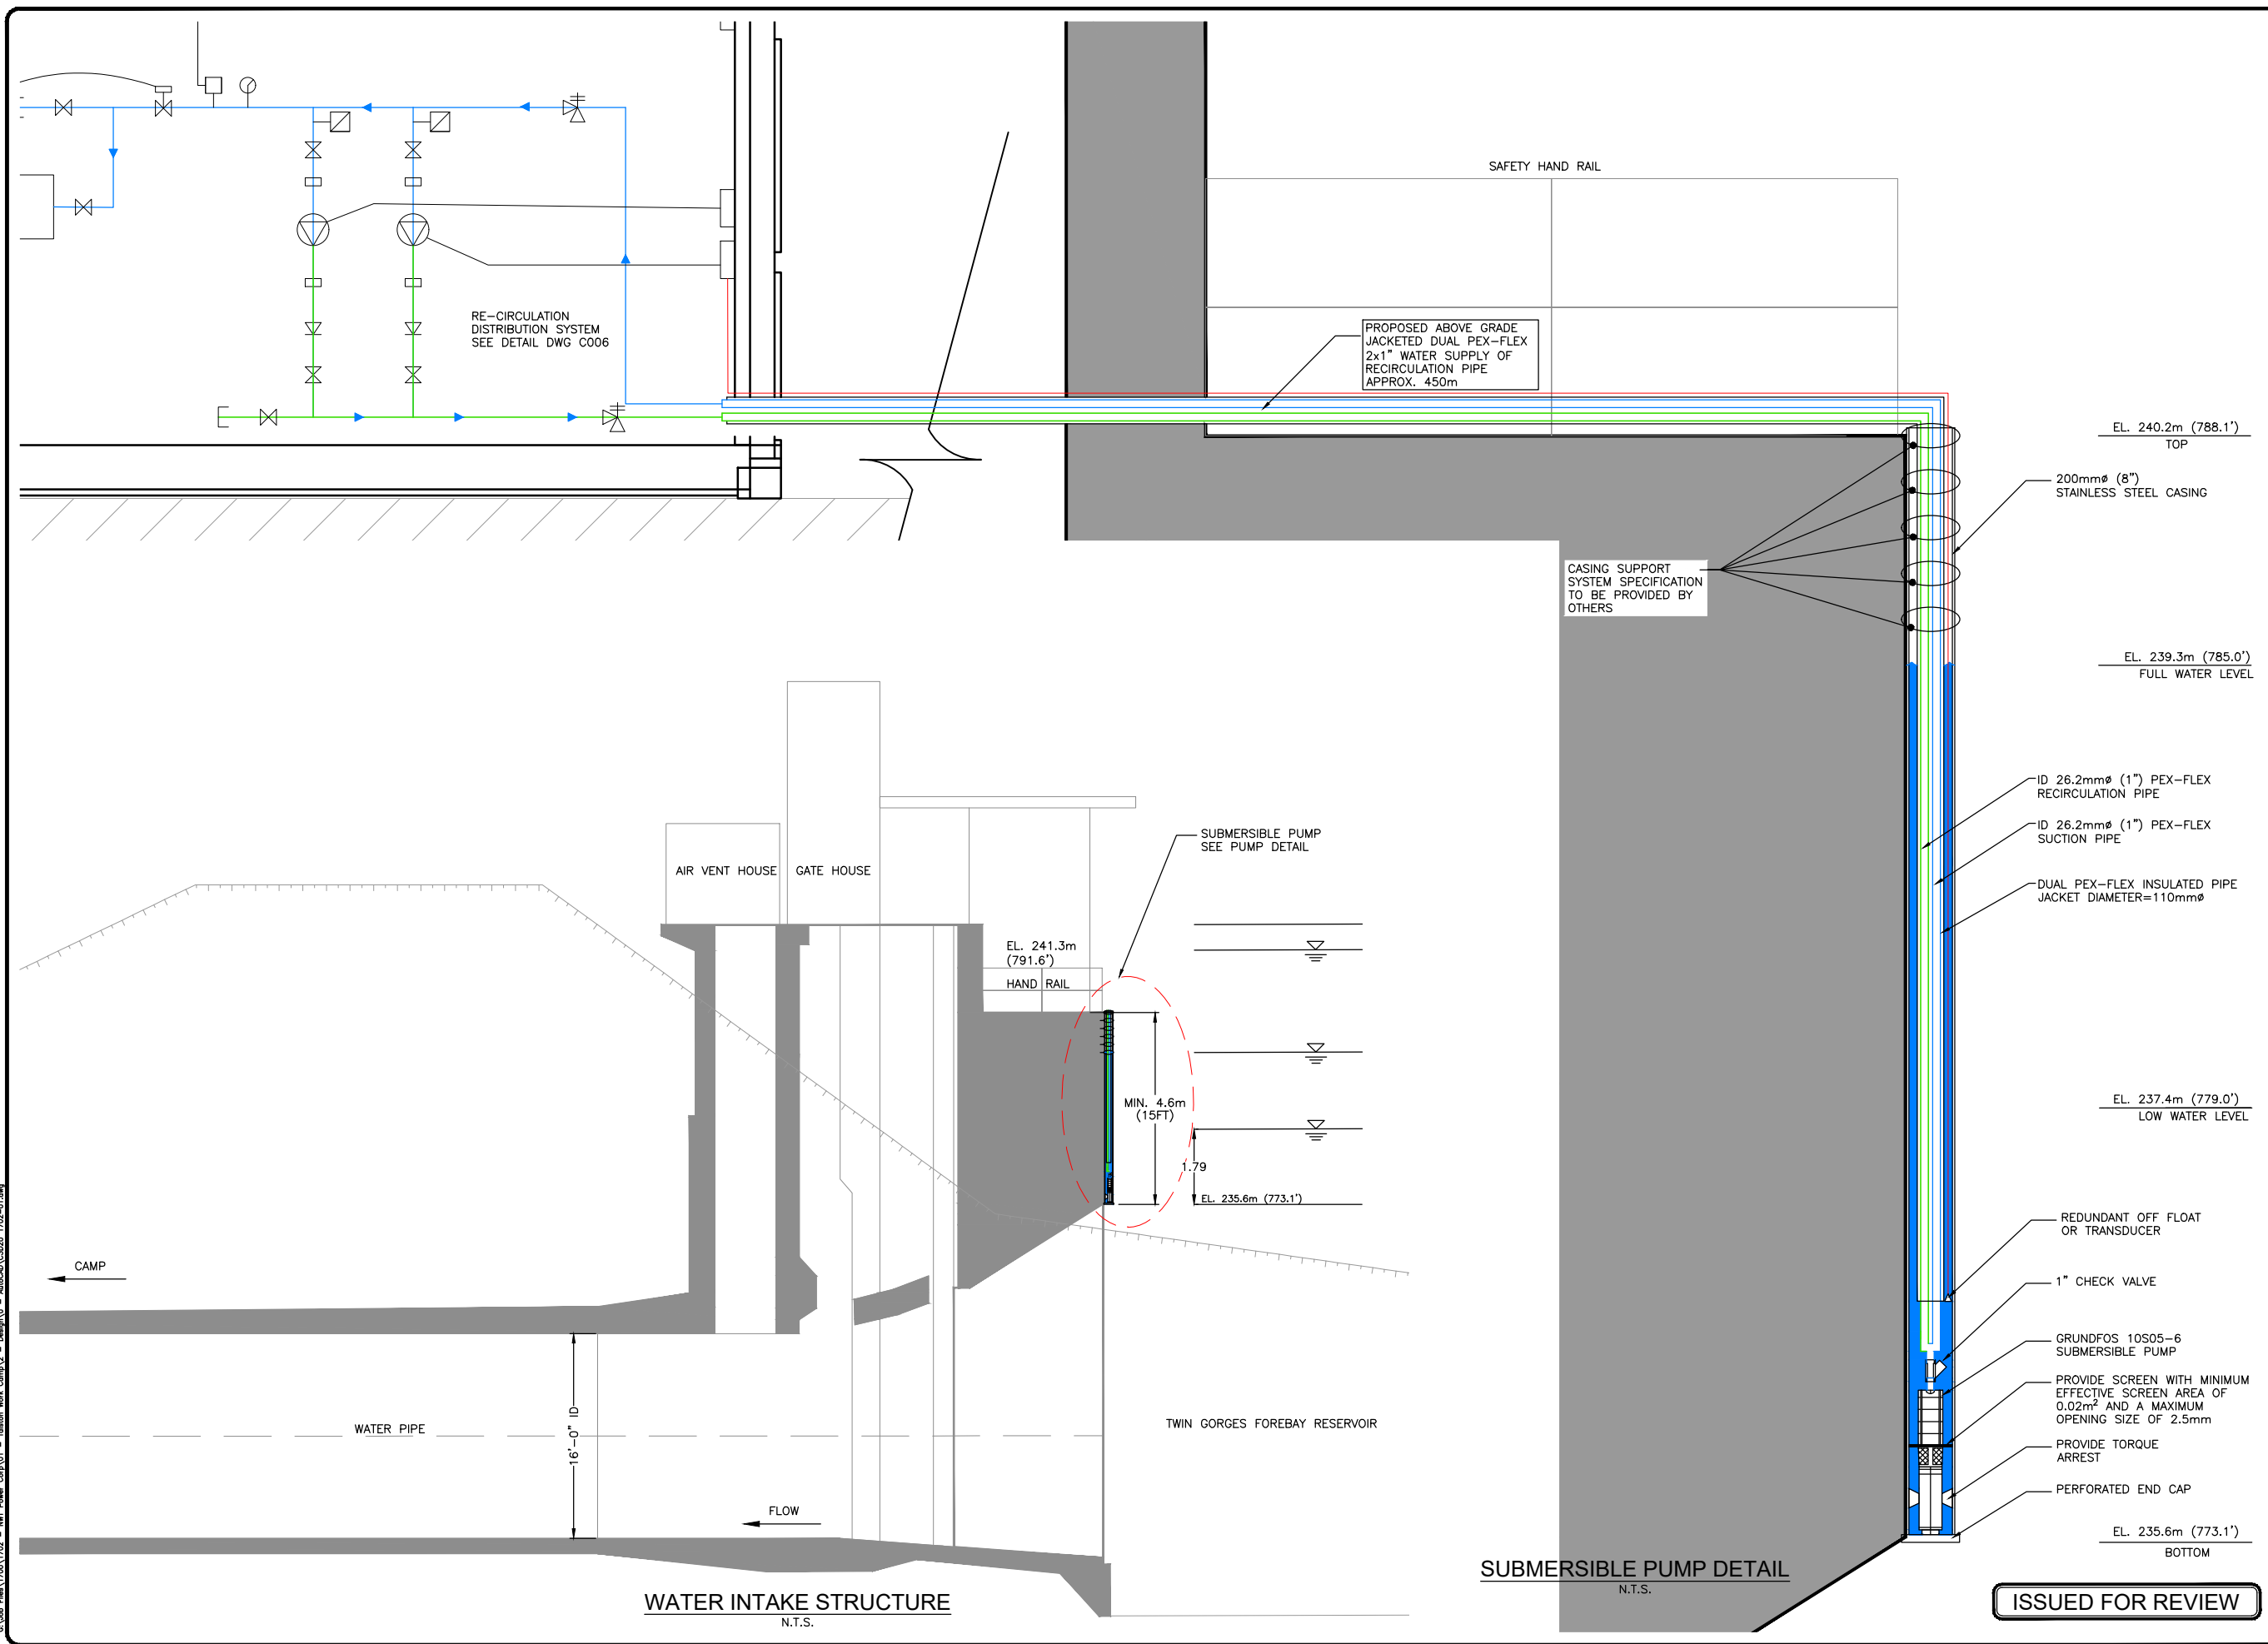 SAFETY HAND RAIL
RE-CIRCULATION
DISTRIBUTION SYSTEM
SEE DETAIL DWG C006
PROPOSED ABOVE GRADE
JACKETED DUAL PEX-FLEX
2x1" WATER SUPPLY OF
RECIRCULATION PIPE
APPROX. 450m
EL. 240.2m (788.1')
TOP
200mmø (8")
STAINLESS STEEL CASING
CASING SUPPORT
SYSTEM SPECIFICATION
TO BE PROVIDED BY
OTHERS
EL. 239.3m (785.0')
FULL WATER LEVEL
ID 26.2mmø (1") PEX-FLEX
RECIRCULATION PIPE
ID 26.2mmø (1") PEX-FLEX
SUCTION PIPE
DUAL PEX-FLEX INSULATED PIPE
JACKET DIAMETER=110mmø
SUBMERSIBLE PUMP
SEE PUMP DETAIL
AIR VENT HOUSE
GATE HOUSE
EL. 241.3m
(791.6')
HAND RAIL
MIN. 4.6m
(15FT)
1.79
EL. 235.6m (773.1')
EL. 237.4m (779.0')
LOW WATER LEVEL
REDUNDANT OFF FLOAT
OR TRANSDUCER
1" CHECK VALVE
GRUNDFOS 10S05-6
SUBMERSIBLE PUMP
PROVIDE SCREEN WITH MINIMUM
EFFECTIVE SCREEN AREA OF
0.02m² AND A MAXIMUM
OPENING SIZE OF 2.5mm
PROVIDE TORQUE
ARREST
PERFORATED END CAP
EL. 235.6m (773.1')
BOTTOM
CAMP
WATER PIPE
16'-0" ID
FLOW
TWIN GORGES FOREBAY RESERVOIR
WATER INTAKE STRUCTURE
N.T.S.
SUBMERSIBLE PUMP DETAIL
N.T.S.
ISSUED FOR REVIEW